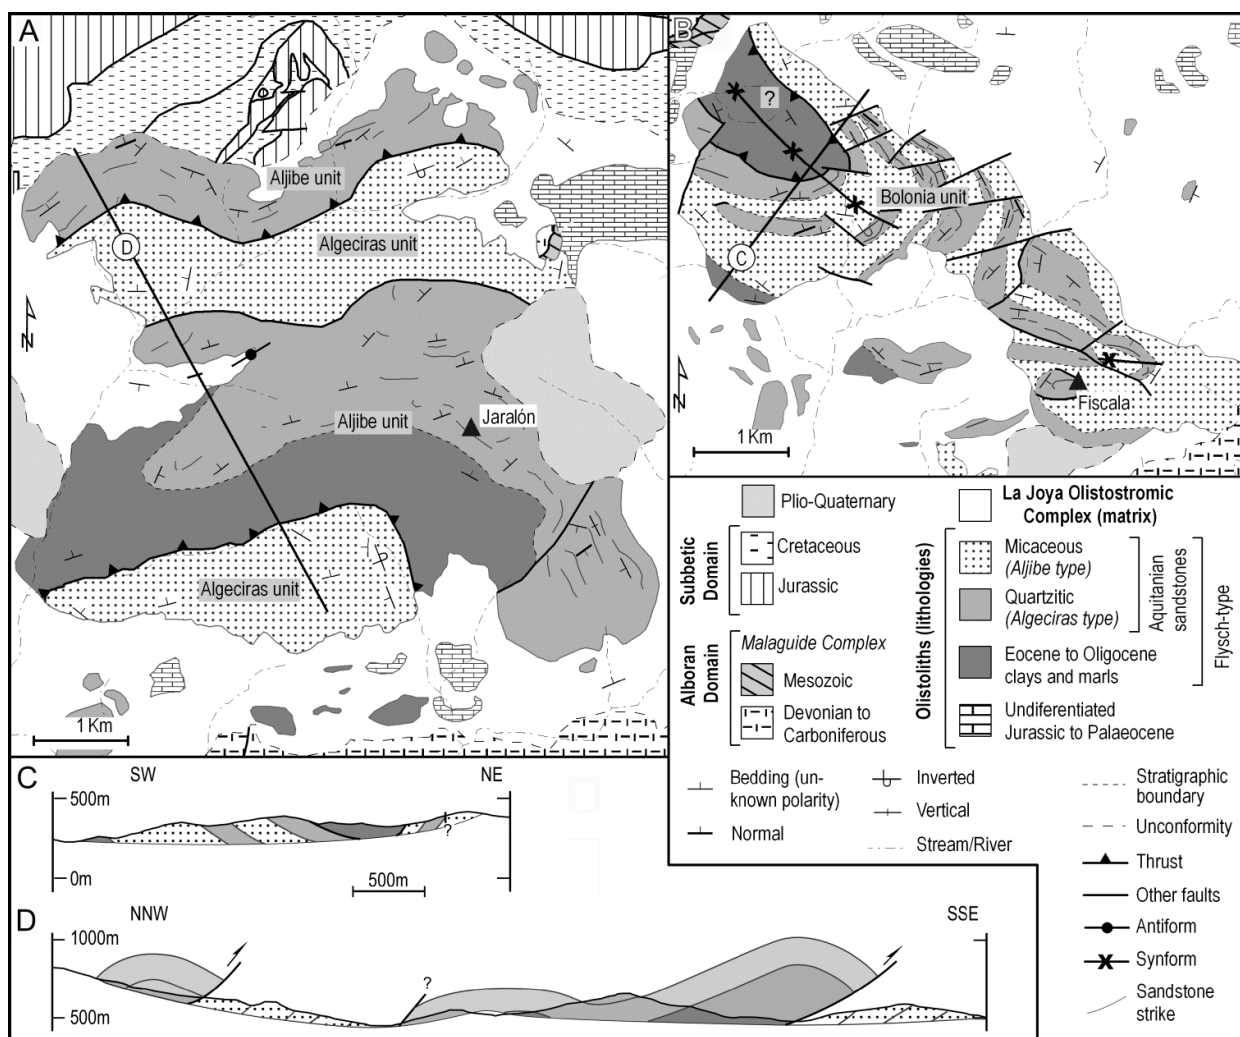 A
Aljibe unit
D
Algeciras unit
N
Aljibe unit
Jaralón
Algeciras unit
1 Km
B
?
Bolonia unit
C
N
Fiscala
1 Km
Plio-Quaternary
Subbetic
Domain
Cretaceous
Jurassic
Alboran
Domain
Malaguide Complex
Mesozoic
Devonian to
Carboniferous
La Joya Olistostromic
Complex (matrix)
Olistoliths (lithologies)
Micaceous
(Aljibe type)
Quartzitic
(Algeciras type)
Aquitanian
sandstones
Eocene to Oligocene
clays and marls
Flysch-type
Undiferentiated
Jurassic to Palaeocene
Bedding (un-
known polarity)
Normal
Inverted
Vertical
Stream/River
Stratigraphic
boundary
Unconformity
Thrust
Other faults
Antiform
Synform
Sandstone
strike
C
SW
NE
500m
0m
?
500m
D
NNW
SSE
1000m
500m
?